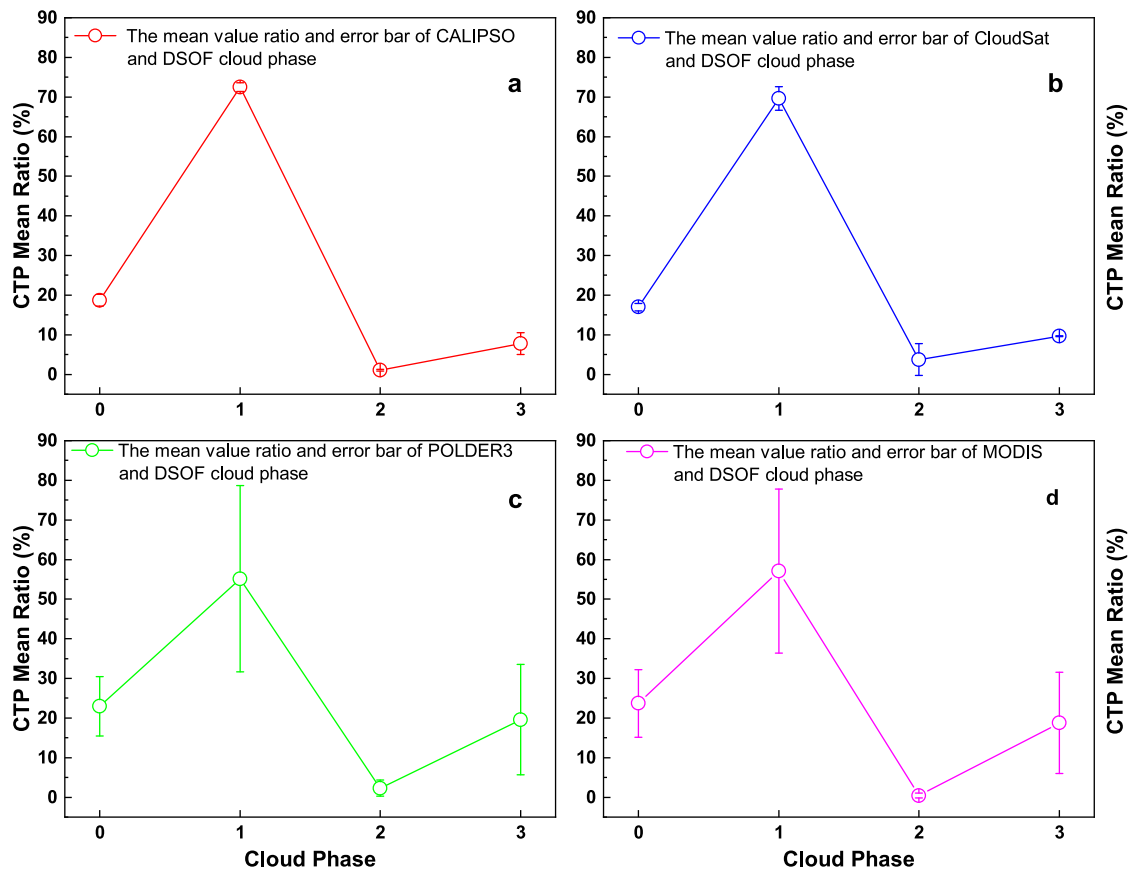 The mean value ratio and error bar of CALIPSO
and DSOF cloud phase
a
90
80
70
60
50
40
30
20
10
0
CTP Mean Ratio (%)
0 1 2 3
The mean value ratio and error bar of CloudSat
and DSOF cloud phase
b
90
80
70
60
50
40
30
20
10
0
CTP Mean Ratio (%)
0 1 2 3
The mean value ratio and error bar of POLDER3
and DSOF cloud phase
c
90
80
70
60
50
40
30
20
10
0
CTP Mean Ratio (%)
0 1 2 3
Cloud Phase
The mean value ratio and error bar of MODIS
and DSOF cloud phase
d
90
80
70
60
50
40
30
20
10
0
CTP Mean Ratio (%)
0 1 2 3
Cloud Phase